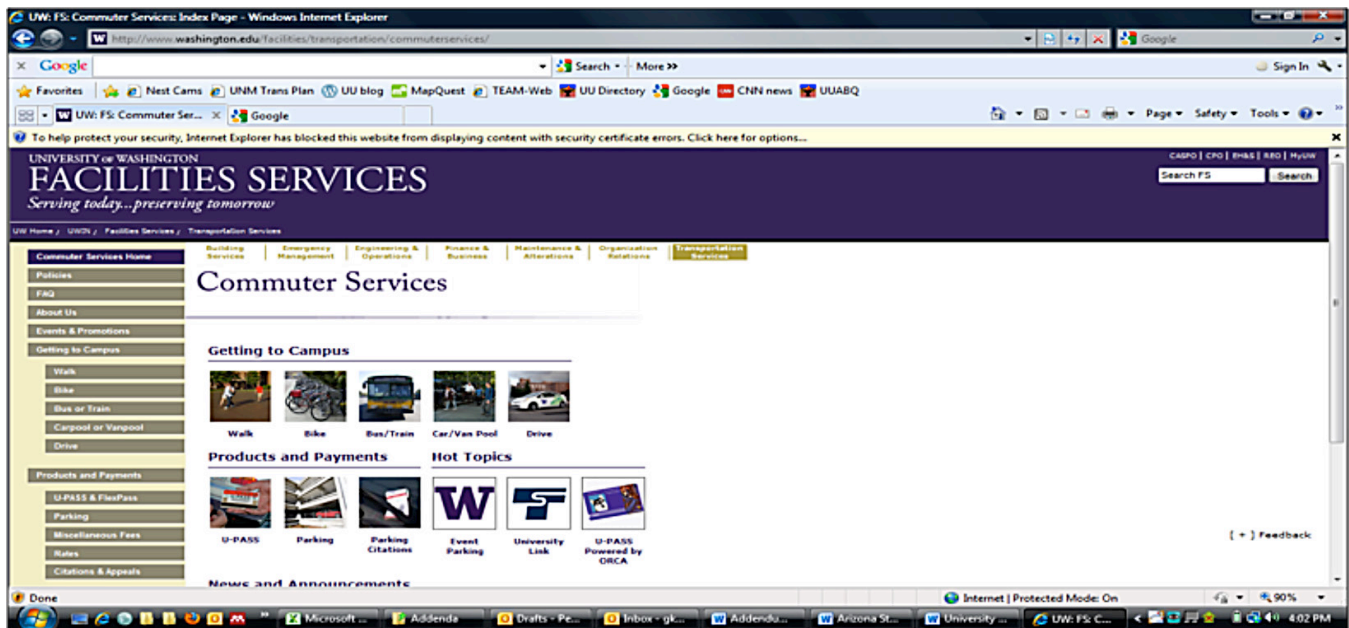 UW: FS: Commuter Services: Index Page - Windows Internet Explorer
http://www.washington.edu/facilities/transportation/commuterservices/
Google
Google Search More >>
Sign In
Favorites Nest Cams UNM Trans Plan UU blog MapQuest TEAM-Web UU Directory Google CNN news UUABQ
UW: FS: Commuter Ser... Google
Page Safety Tools
To help protect your security, Internet Explorer has blocked this website from displaying content with security certificate errors. Click here for options...
UNIVERSITY of WASHINGTON
FACILITIES SERVICES
Serving today...preserving tomorrow
CASPO | CPO | EH&S | REO | MyUW
Search FS Search
UW Home / UWIN / Facilities Services / Transportation Services
Building Services
Emergency Management
Engineering & Operations
Finance & Business
Maintenance & Alterations
Organization Relations
Transportation Services
Commuter Services Home
Policies
FAQ
About Us
Events & Promotions
Getting to Campus
Walk
Bike
Bus or Train
Carpool or Vanpool
Drive
Products and Payments
U-PASS & FlexPass
Parking
Miscellaneous Fees
Rates
Citations & Appeals
Commuter Services
Getting to Campus
Walk Bike Bus/Train Car/Van Pool Drive
Products and Payments
U-PASS
Parking
Parking Citations
Hot Topics
W
Event Parking
University Link
U-PASS Powered by ORCA
News and Announcements
[ + ] Feedback
Done
Internet | Protected Mode: On
90%
Microsoft ... Addenda Drafts - Pe... Inbox - gk... Addendu... Arizona St... University ... UW: FS: C...
4:02 PM